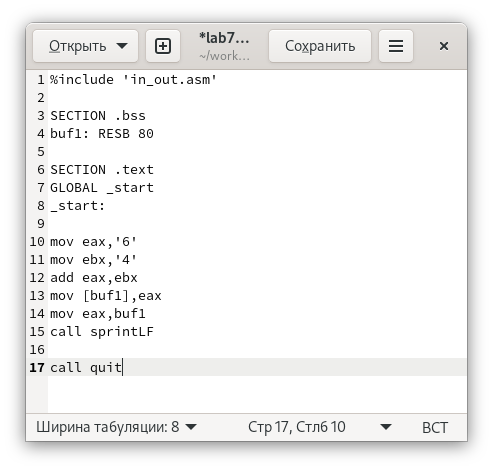 Открыть
*lab7...
~/work...
Сохранить
1 %include 'in_out.asm'
2
3 SECTION .bss
4 buf1: RESB 80
5
6 SECTION .text
7 GLOBAL _start
8 _start:
9
10 mov eax,'6'
11 mov ebx,'4'
12 add eax,ebx
13 mov [buf1],eax
14 mov eax,buf1
15 call sprintLF
16
17 call quit
Ширина табуляции: 8
Стр 17, Стлб 10
ВСТ